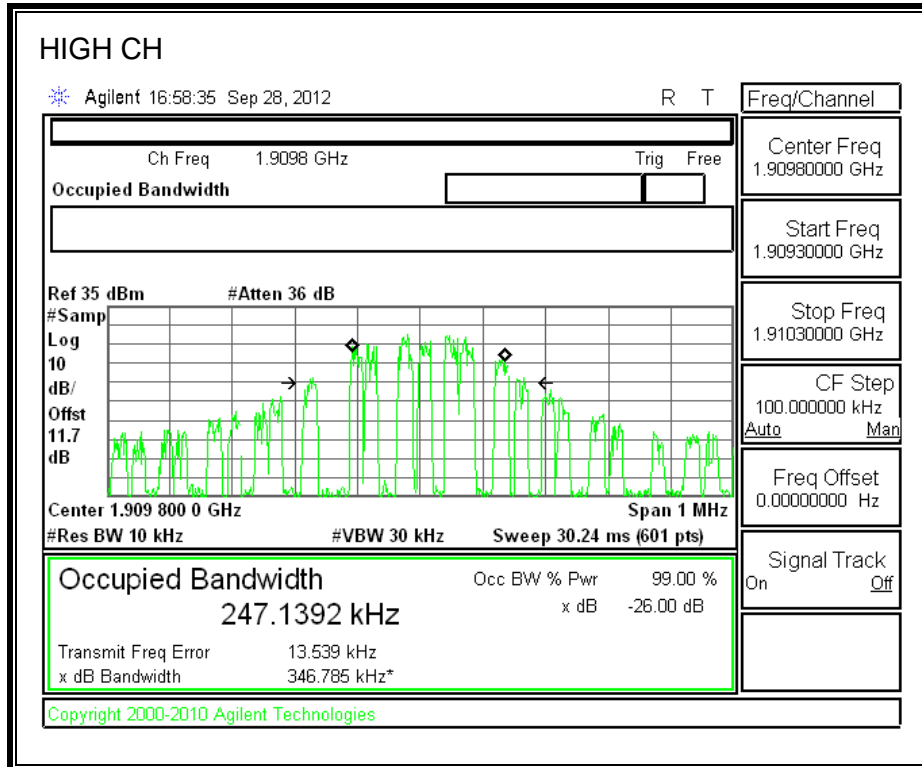 HIGH CH
Agilent 16:58:35 Sep 28, 2012 R T
Freq/Channel
Ch Freq 1.9098 GHz Trig Free
Occupied Bandwidth
Center Freq
1.90980000 GHz
Start Freq
1.90930000 GHz
Stop Freq
1.91030000 GHz
CF Step
100.000000 kHz
Auto Man
Freq Offset
0.00000000 Hz
Signal Track
On Off
Ref 35 dBm #Atten 36 dB
#Samp
Log
10
dB/
Offst
11.7
dB
Center 1.909 800 0 GHz Span 1 MHz
#Res BW 10 kHz #VBW 30 kHz Sweep 30.24 ms (601 pts)
Occupied Bandwidth Occ BW % Pwr 99.00 %
247.1392 kHz x dB -26.00 dB
Transmit Freq Error 13.539 kHz
x dB Bandwidth 346.785 kHz*
Copyright 2000-2010 Agilent Technologies